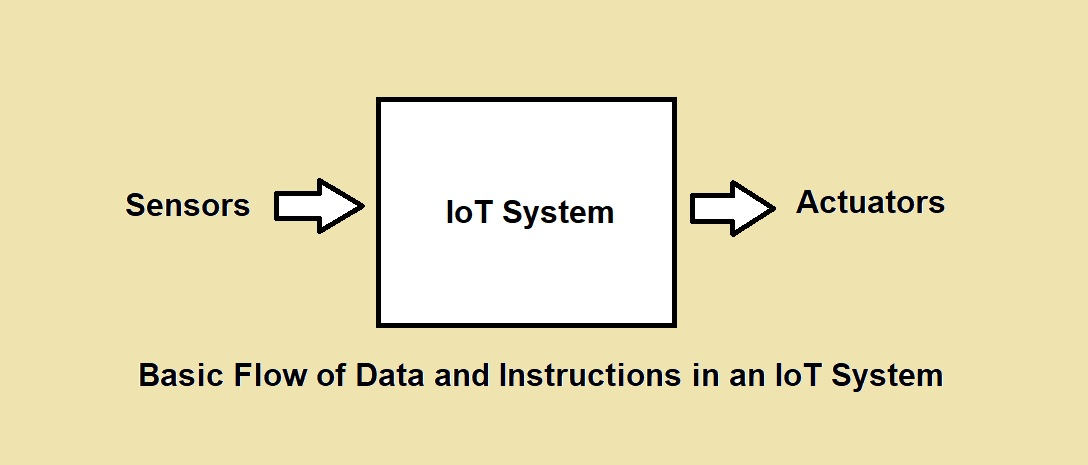 Sensors
IoT System
Actuators
Basic Flow of Data and Instructions in an IoT System